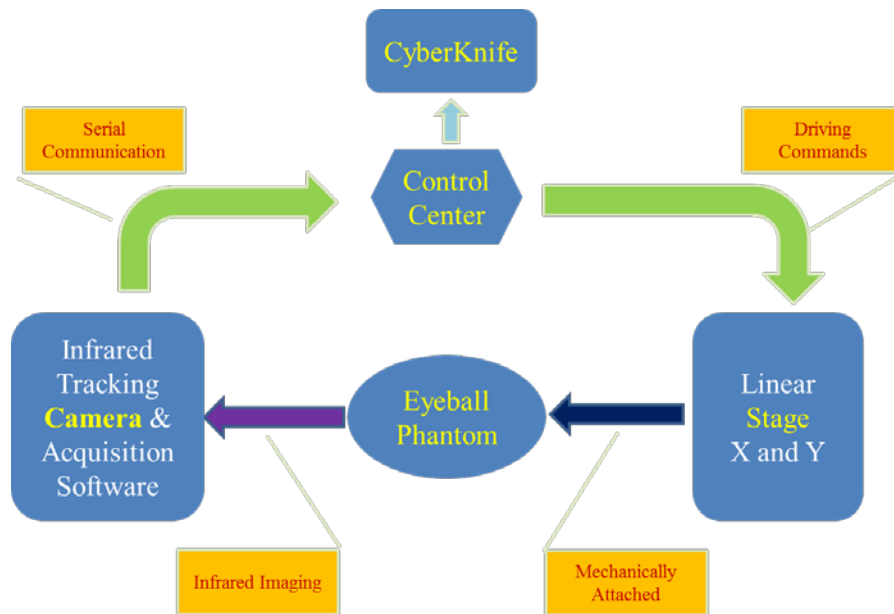 CyberKnife
Serial
Communication
Driving
Commands
Control
Center
Infrared
Tracking
Camera &
Acquisition
Software
Eyeball
Phantom
Linear
Stage
X and Y
Infrared Imaging
Mechanically
Attached